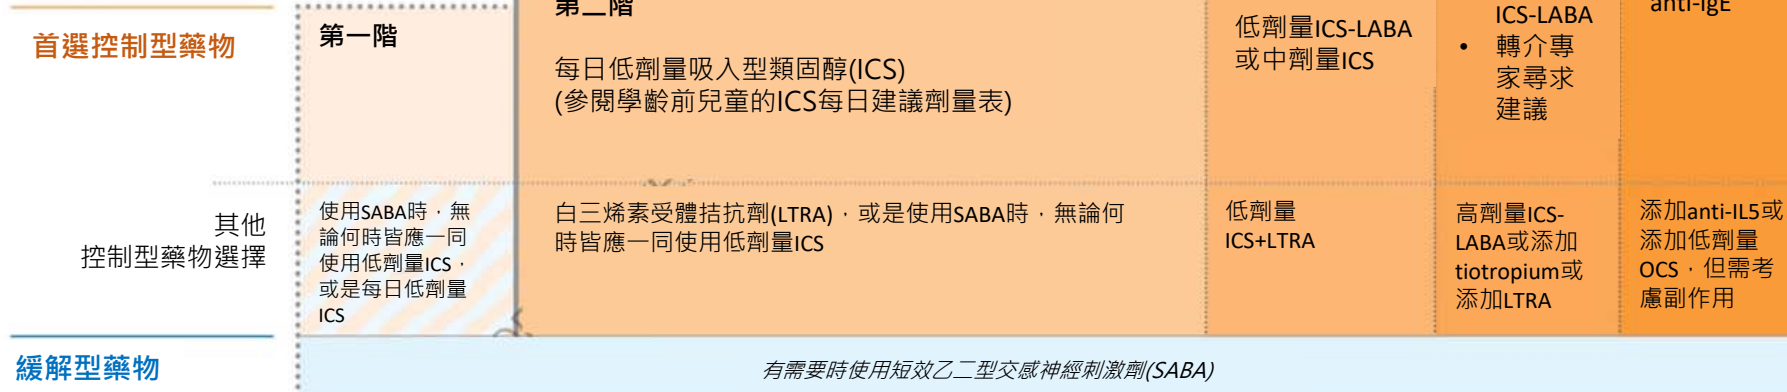 首選控制型藥物
第一階
第二階
每日低劑量吸入型類固醇(ICS)
(參閱學齡前兒童的ICS每日建議劑量表)
低劑量ICS-LABA
或中劑量ICS
ICS-LABA
• 轉介專
家尋求
建議
anti-IgE
其他
控制型藥物選擇
使用SABA時，無
論何時皆應一同
使用低劑量ICS，
或是每日低劑量
ICS
白三烯素受體拮抗劑(LTRA)，或是使用SABA時，無論何
時皆應一同使用低劑量ICS
低劑量
ICS+LTRA
高劑量ICS-
LABA或添加
tiotropium或
添加LTRA
添加anti-IL5或
添加低劑量
OCS，但需考
慮副作用
緩解型藥物
有需要時使用短效乙二型交感神經刺激劑(SABA)